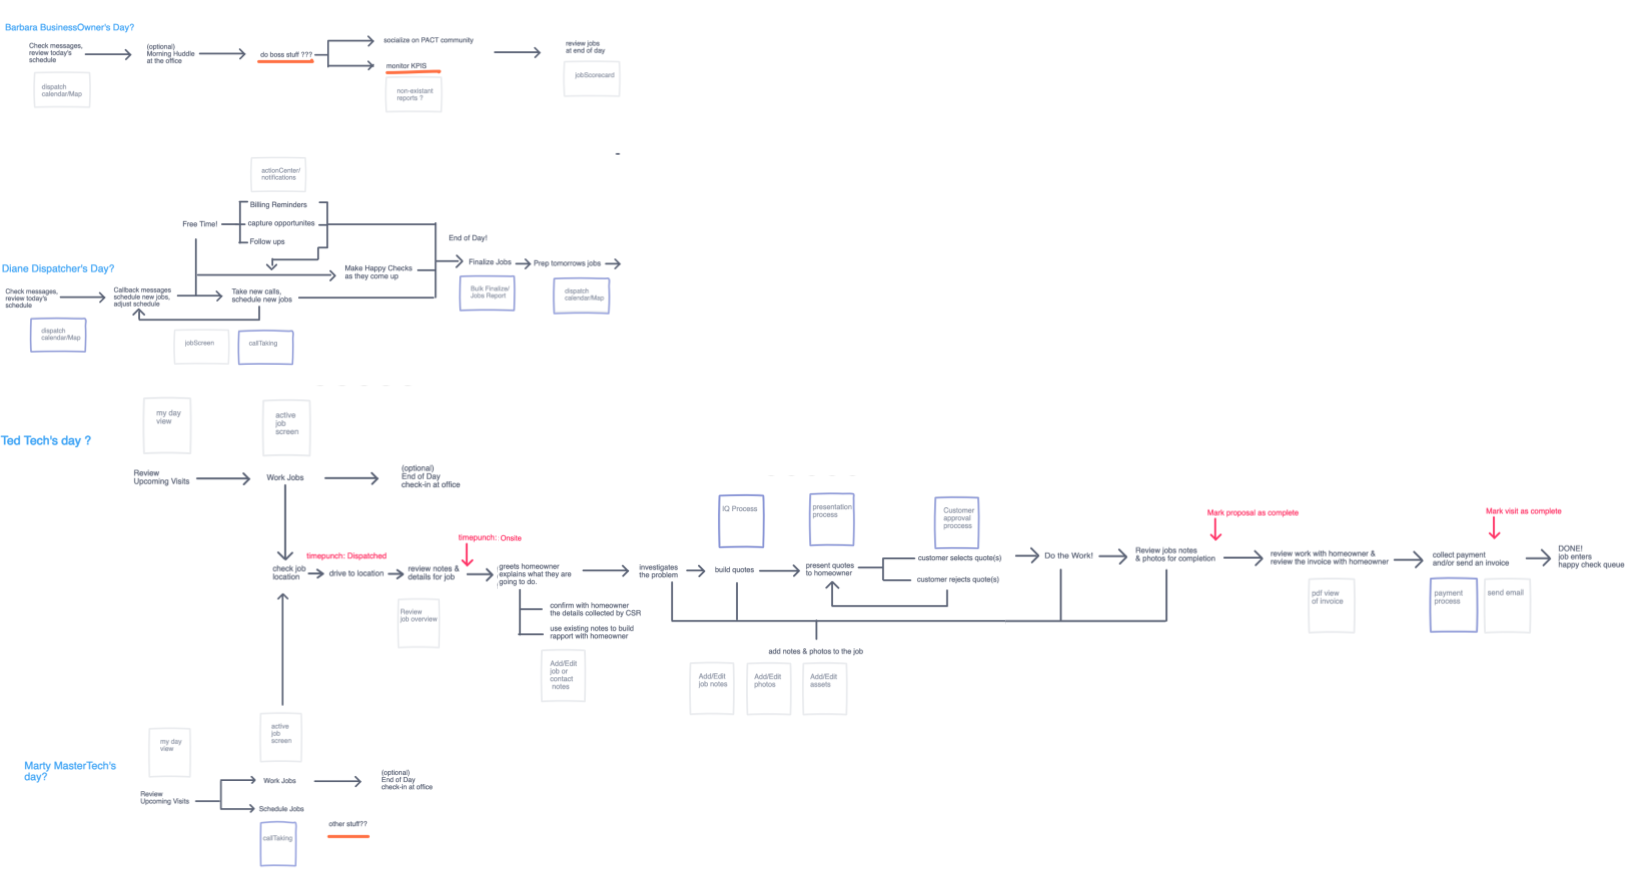 Barbara BusinessOwner's Day?
Check messages,
review today's
schedule
(optional)
Morning Huddle
at the office
do boss stuff ???
socialize on PACT community
monitor KPIS
review jobs
at end of day
dispatch
calendar/Map
non-existant
reports ?
jobScorecard
actionCenter/
notifications
Free Time!
Billing Reminders
capture opportunites
Follow ups
Diane Dispatcher's Day?
Check messages,
review today's
schedule
Callback messages
schedule new jobs,
adjust schedule
Take new calls,
schedule new jobs
Make Happy Checks
as they come up
End of Day!
Finalize Jobs
Prep tomorrows jobs
Bulk Finalize/
Jobs Report
dispatch
calendar/Map
dispatch
calendar/Map
jobScreen
callTaking
my day
view
active
job
screen
Ted Tech's day ?
Review
Upcoming Visits
Work Jobs
(optional)
End of Day
check-in at office
check job
location
timepunch: Dispatched
drive to location
review notes &
details for job
timepunch: Onsite
greets homeowner
explains what they are
going to do.
confirm with homeowner
the details collected by CSR
use existing notes to build
rapport with homeowner
Review
job overview
Add/Edit
job or
contact
notes
investigates
the problem
IQ Process
build quotes
presentation
process
present quotes
to homeowner
Customer
approval
proccess
customer selects quote(s)
customer rejects quote(s)
add notes & photos to the job
Add/Edit
job notes
Add/Edit
photos
Add/Edit
assets
Do the Work!
Review jobs notes
& photos for completion
Mark proposal as complete
review work with homeowner &
review the invoice with homeowner
pdf view
of invoice
Mark visit as complete
collect payment
and/or send an invoice
payment
process
send email
DONE!
job enters
happy check queue
Marty MasterTech's
day?
my day
view
active
job
screen
Review
Upcoming Visits
Work Jobs
(optional)
End of Day
check-in at office
Schedule Jobs
callTaking
other stuff??